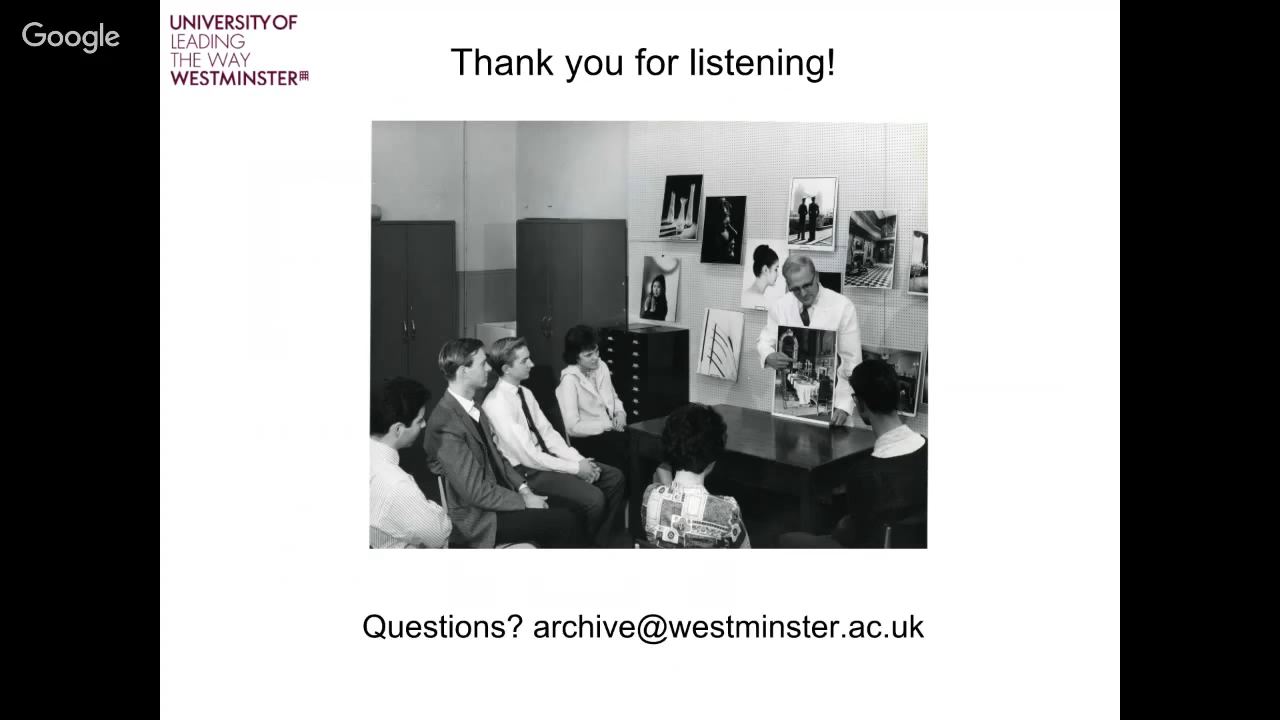 Google
UNIVERSITY OF
LEADING
THE WAY
WESTMINSTER
Thank you for listening!
Questions? archive@westminster.ac.uk